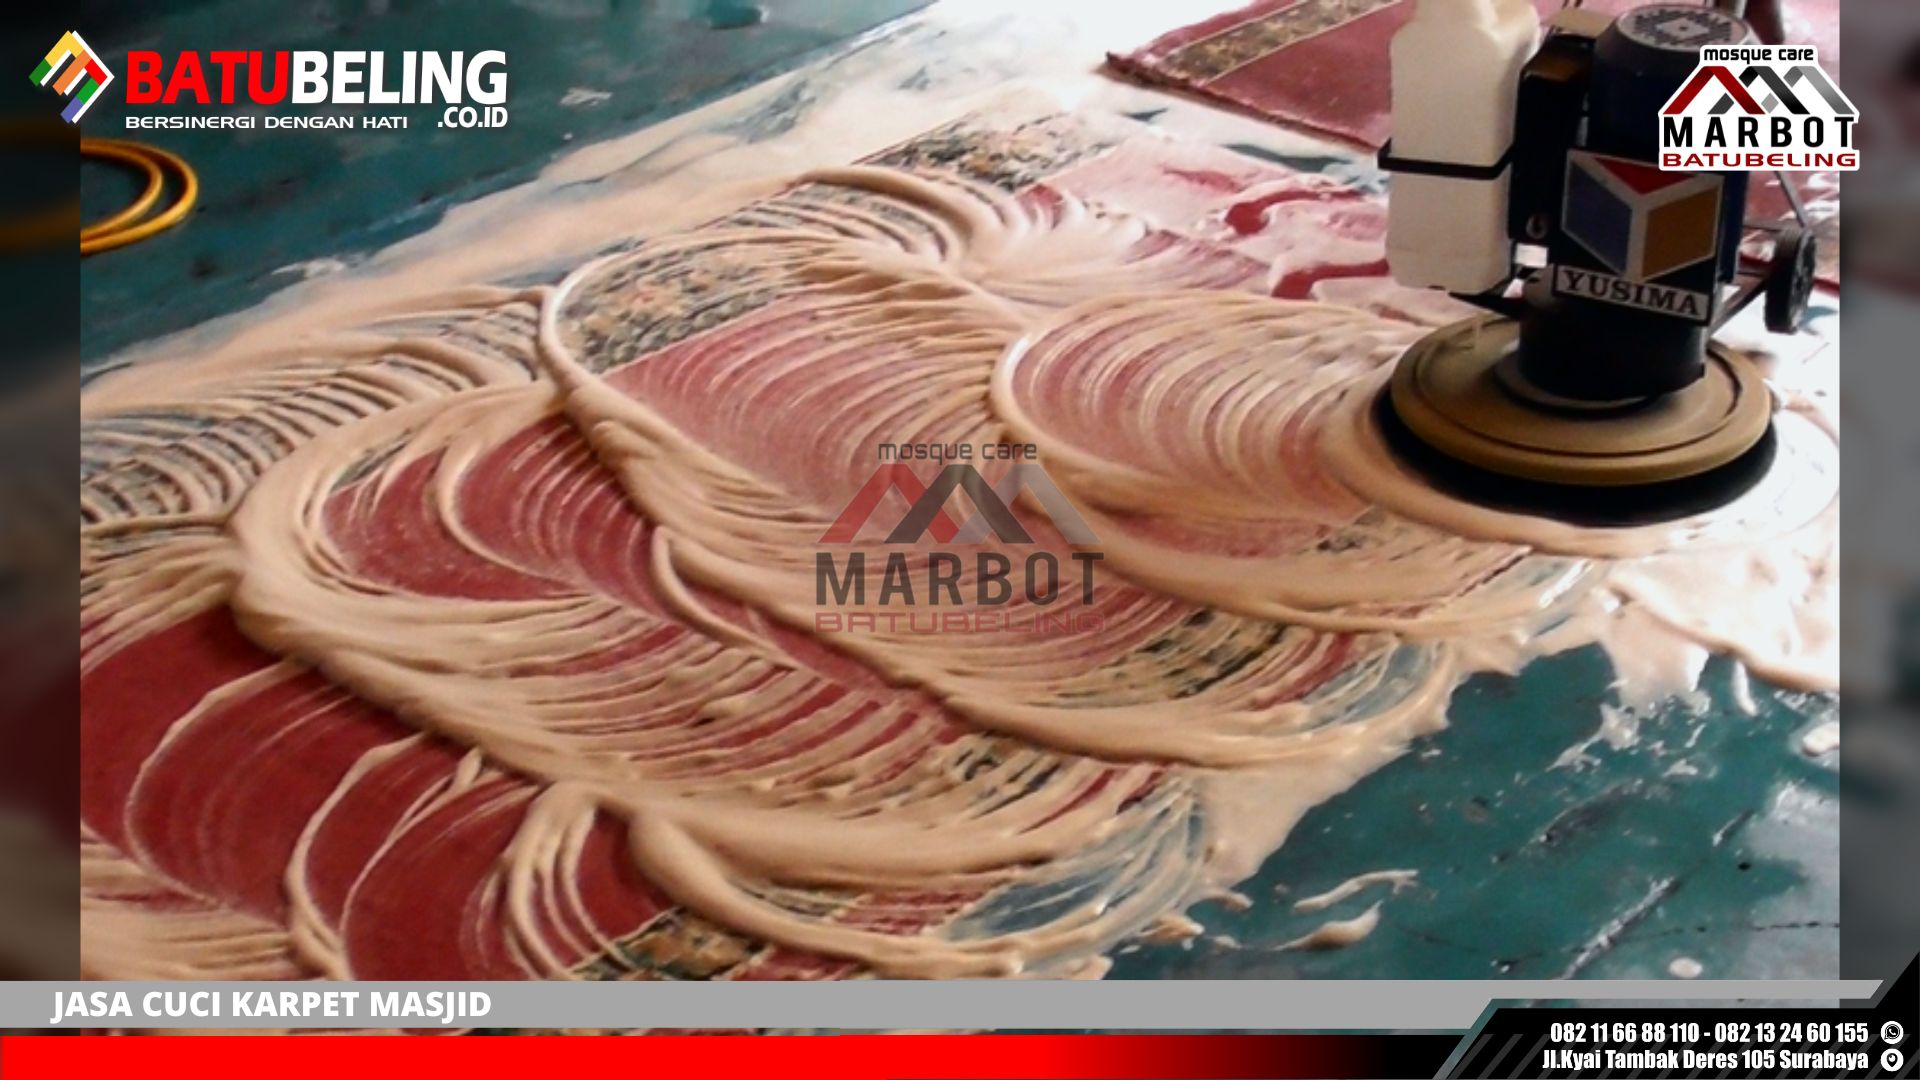 BATUBELING
.CO.ID
BERSINERGI DENGAN HATI
mosque care
MARBOT
BATUBELING
YUSIMA
mosque care
MARBOT
BATUBELING
JASA CUCI KARPET MASJID
082 11 66 88 110 - 082 13 24 60 155
Jl.Kyai Tambak Deres 105 Surabaya